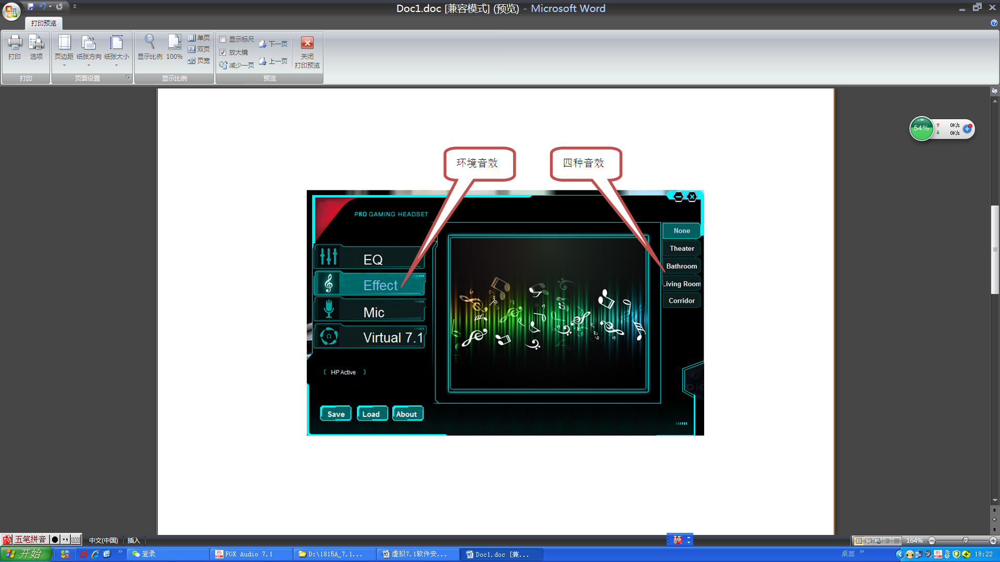 Doc1.doc [兼容模式] (预览) - Microsoft Word
打印预览
打印
选项
页边距
纸张方向
纸张大小
显示比例
100
100%
单页
双页
页宽
显示标尺
放大镜
减少一页
下一页
上一页
关闭
打印预览
打印
页面设置
显示比例
预览
54%
0K/s
0K/s
环境音效
四种音效
PRO GAMING HEADSET
EQ
Effect
Mic
Virtual 7.1
HP Active
Save
Load
About
None
Theater
Bathroom
Living Room
Corridor
五笔拼音
中文(中国)
插入
164%
开始
登录
FOX Audio 7.1
D:\1815A_7.1...
虚拟7.1软件安...
Doc1.doc [兼...
桌面
18:22